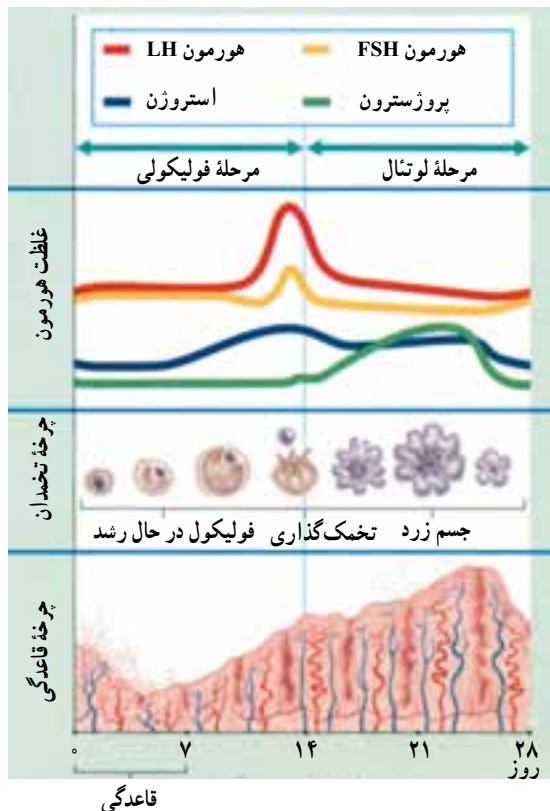 هورمون LH هورمون FSH
استروژن پروژسترون
مرحلهٔ فولیکولی مرحلهٔ لوتئال
غلظت هورمون
چرخهٔ تخمدان
فولیکول در حال رشد تخمک‌گذاری جسم زرد
چرخهٔ قاعدگی
۰ ۷ ۱۴ ۲۱ ۲۸
روز
قاعدگی